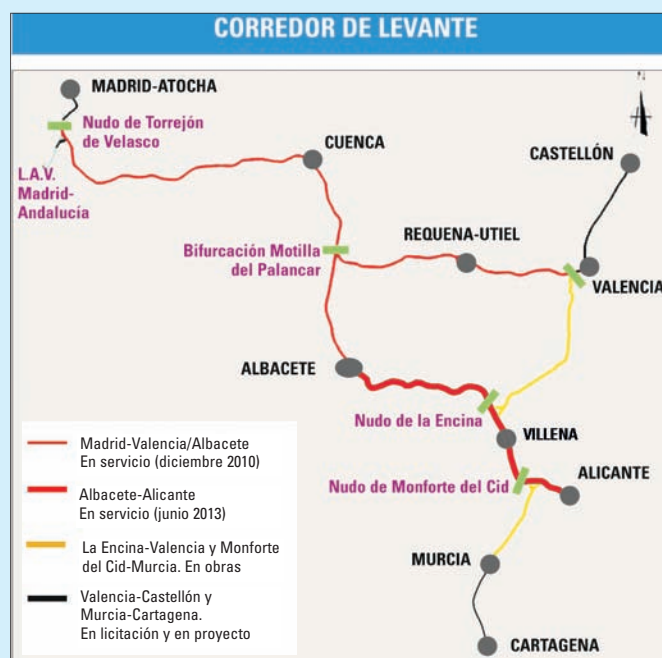 CORREDOR DE LEVANTE
N
MADRID-ATOCHA
Nudo de Torrejón
de Velasco
CUENCA
CASTELLÓN
L.A.V.
Madrid-
Andalucía
REQUENA-UTIEL
Bifurcación Motilla
del Palancar
VALENCIA
ALBACETE
Nudo de la Encina
VILLENA
ALICANTE
Nudo de Monforte del Cid
MURCIA
CARTAGENA
Madrid-Valencia/Albacete
En servicio (diciembre 2010)
Albacete-Alicante
En servicio (junio 2013)
La Encina-Valencia y Monforte
del Cid-Murcia. En obras
Valencia-Castellón y
Murcia-Cartagena.
En licitación y en proyecto